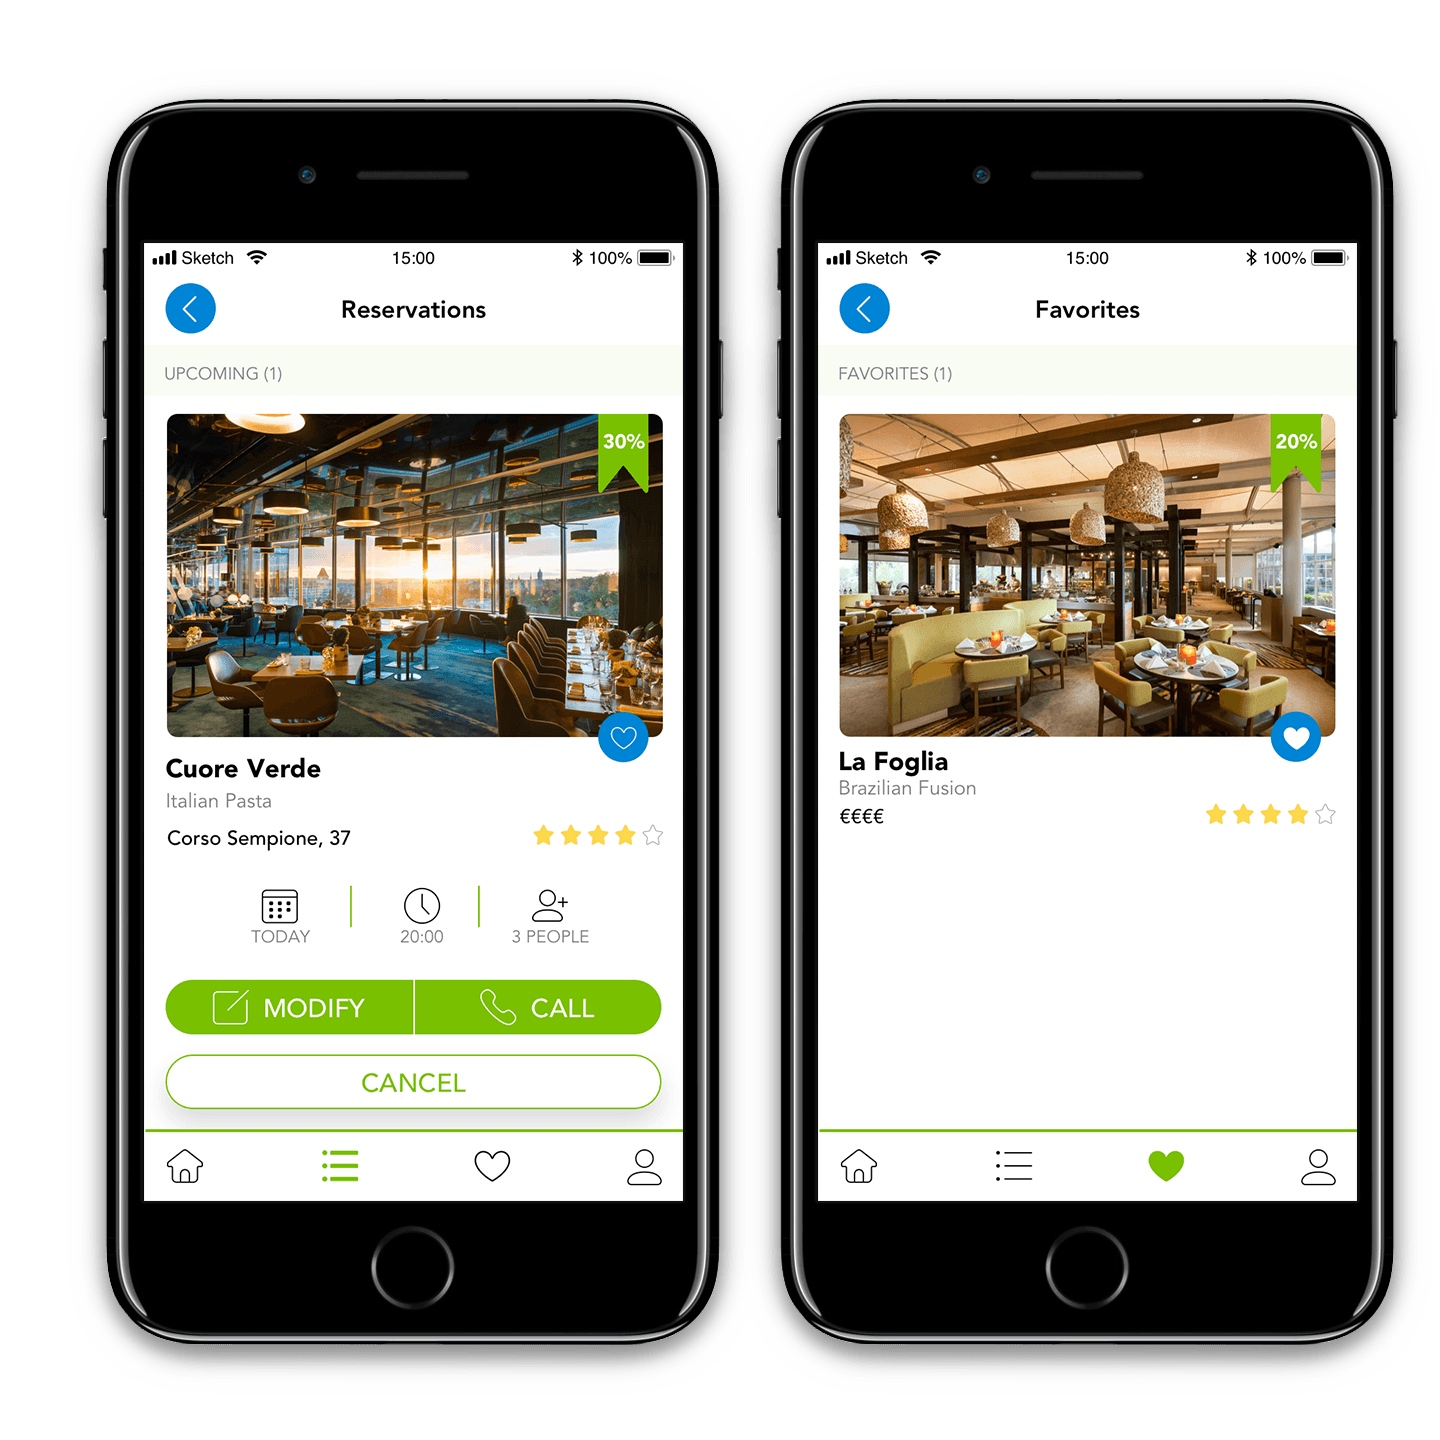 Sketch 15:00 100%
Reservations
UPCOMING (1)
30%
Cuore Verde
Italian Pasta
Corso Sempione, 37
TODAY 20:00 3 PEOPLE
MODIFY CALL
CANCEL
Sketch 15:00 100%
Favorites
FAVORITES (1)
20%
La Foglia
Brazilian Fusion
€€€€